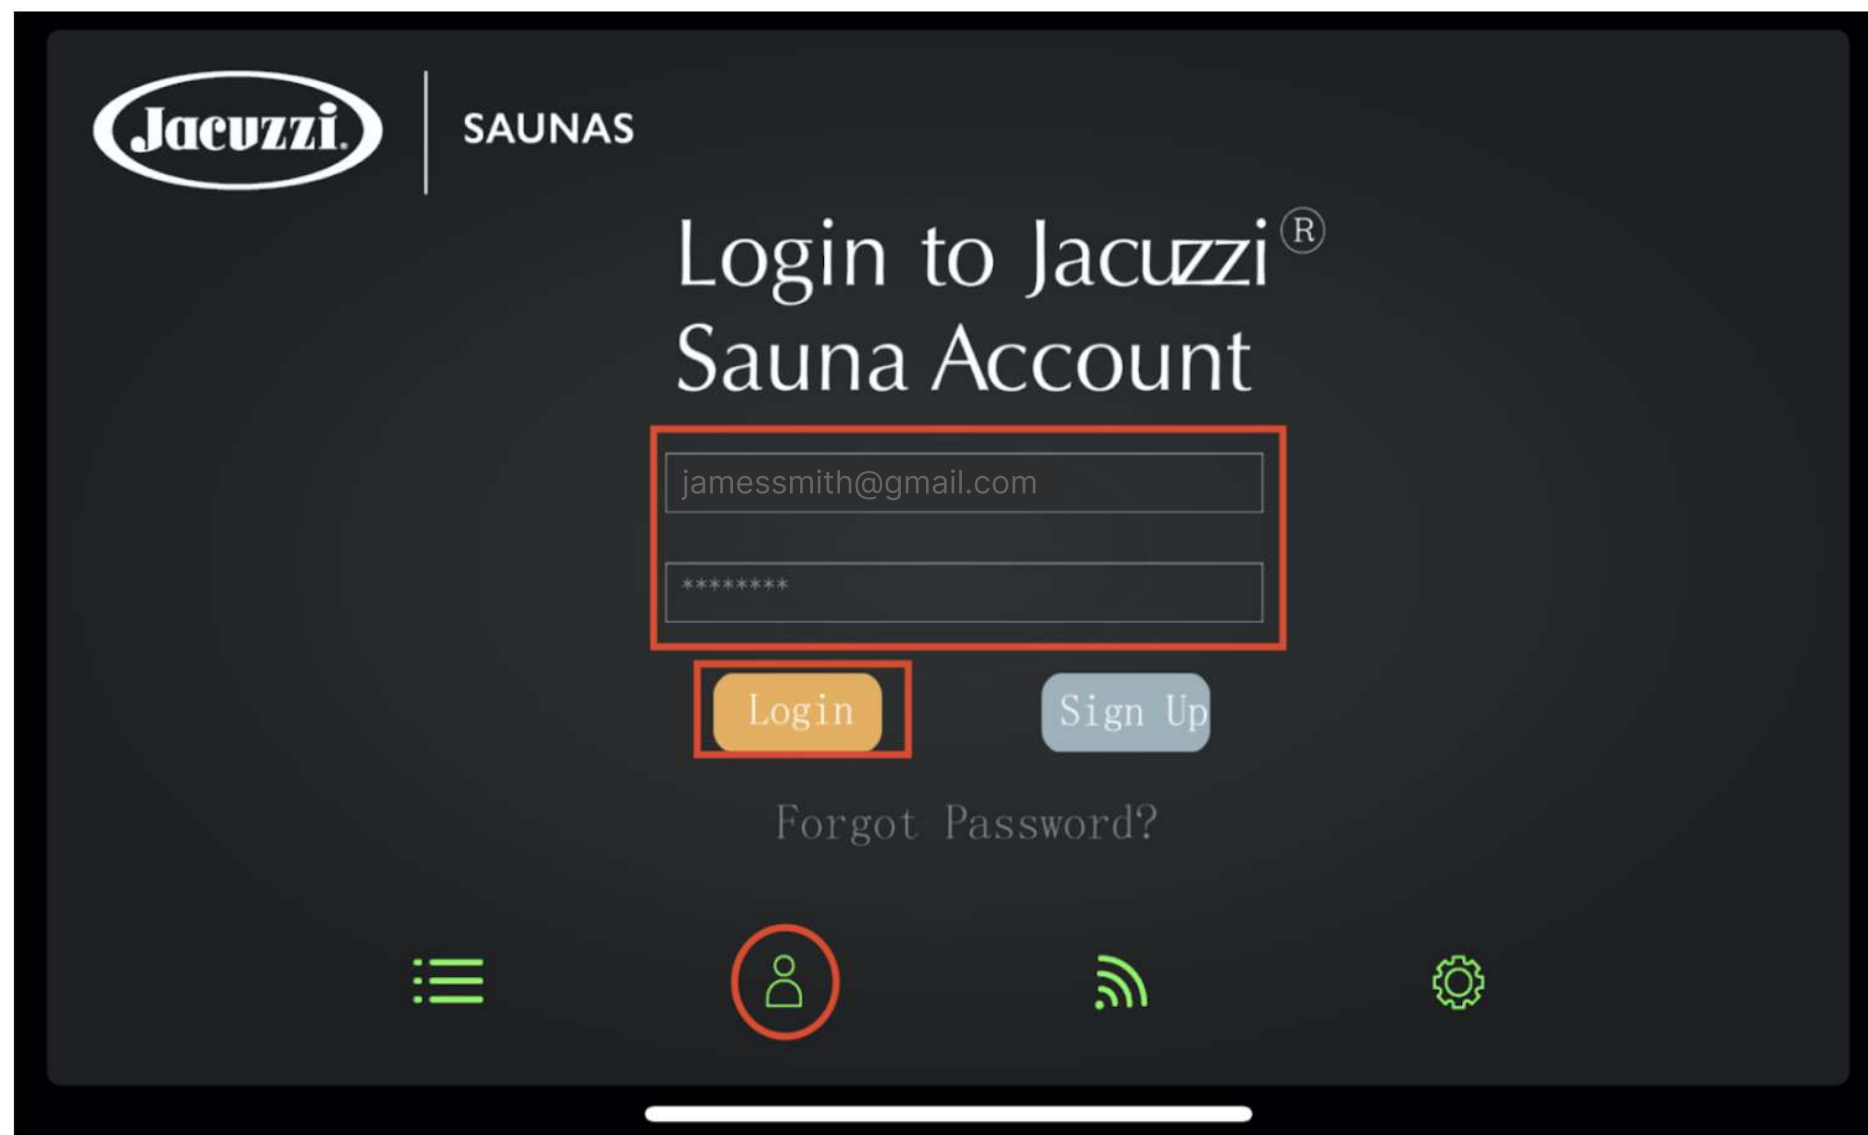 Jacuzzi.
SAUNAS
Login to Jacuzzi®
Sauna Account
jamessmith@gmail.com
********
Login
Sign Up
Forgot Password?